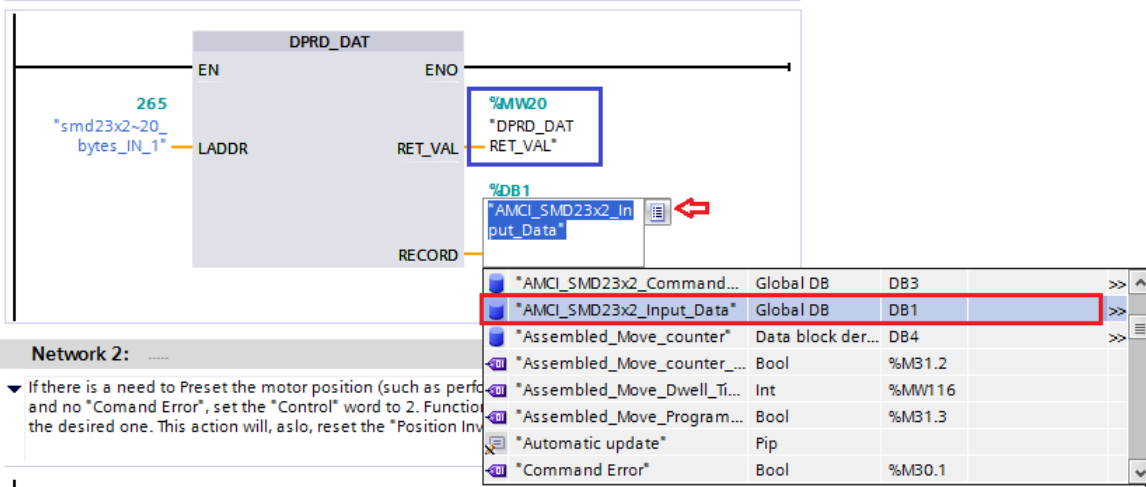 DPRD_DAT
EN
ENO
265
"smd23x2~20_
bytes_IN_1"
LADDR
RET_VAL
%MW20
"DPRD_DAT
RET_VAL"
%DB1
"AMCI_SMD23x2_In
put_Data"
RECORD
"AMCI_SMD23x2_Command... Global DB DB3 >>
"AMCI_SMD23x2_Input_Data" Global DB DB1 >>
"Assembled_Move_counter" Data block der... DB4 >>
"Assembled_Move_counter_... Bool %M31.2
"Assembled_Move_Dwell_Ti... Int %MW116
"Assembled_Move_Program... Bool %M31.3
"Automatic update" Pip
"Command Error" Bool %M30.1
Network 2: .....
If there is a need to Preset the motor position (such as perfo
and no "Comand Error", set the "Control" word to 2. Function
the desired one. This action will, aslo, reset the "Position Inv